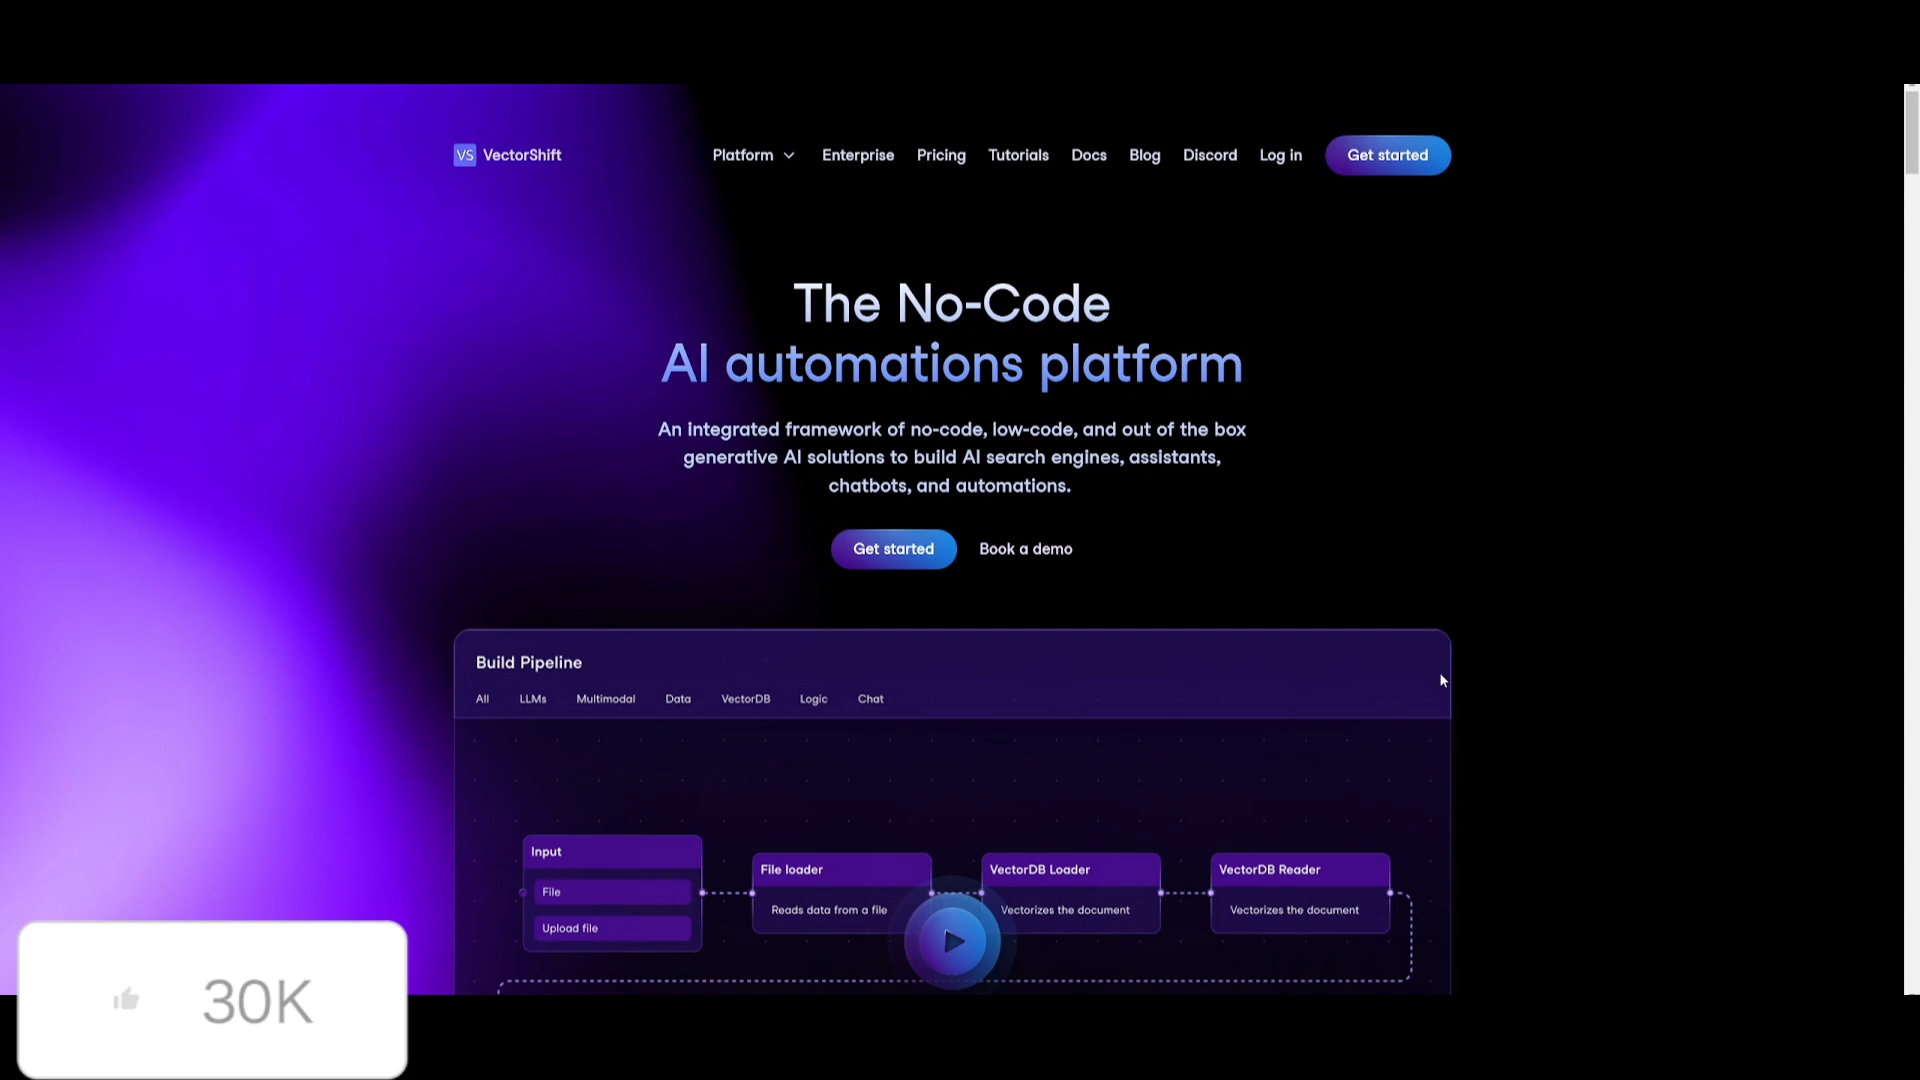 VS VectorShift
Platform Enterprise Pricing Tutorials Docs Blog Discord Log in Get started
The No-Code
AI automations platform
An integrated framework of no-code, low-code, and out of the box
generative AI solutions to build AI search engines, assistants,
chatbots, and automations.
Get started Book a demo
Build Pipeline
All LLMs Multimodal Data VectorDB Logic Chat
Input
File
Upload file
File loader
Reads data from a file
VectorDB Loader
Vectorizes the document
VectorDB Reader
Vectorizes the document
30K